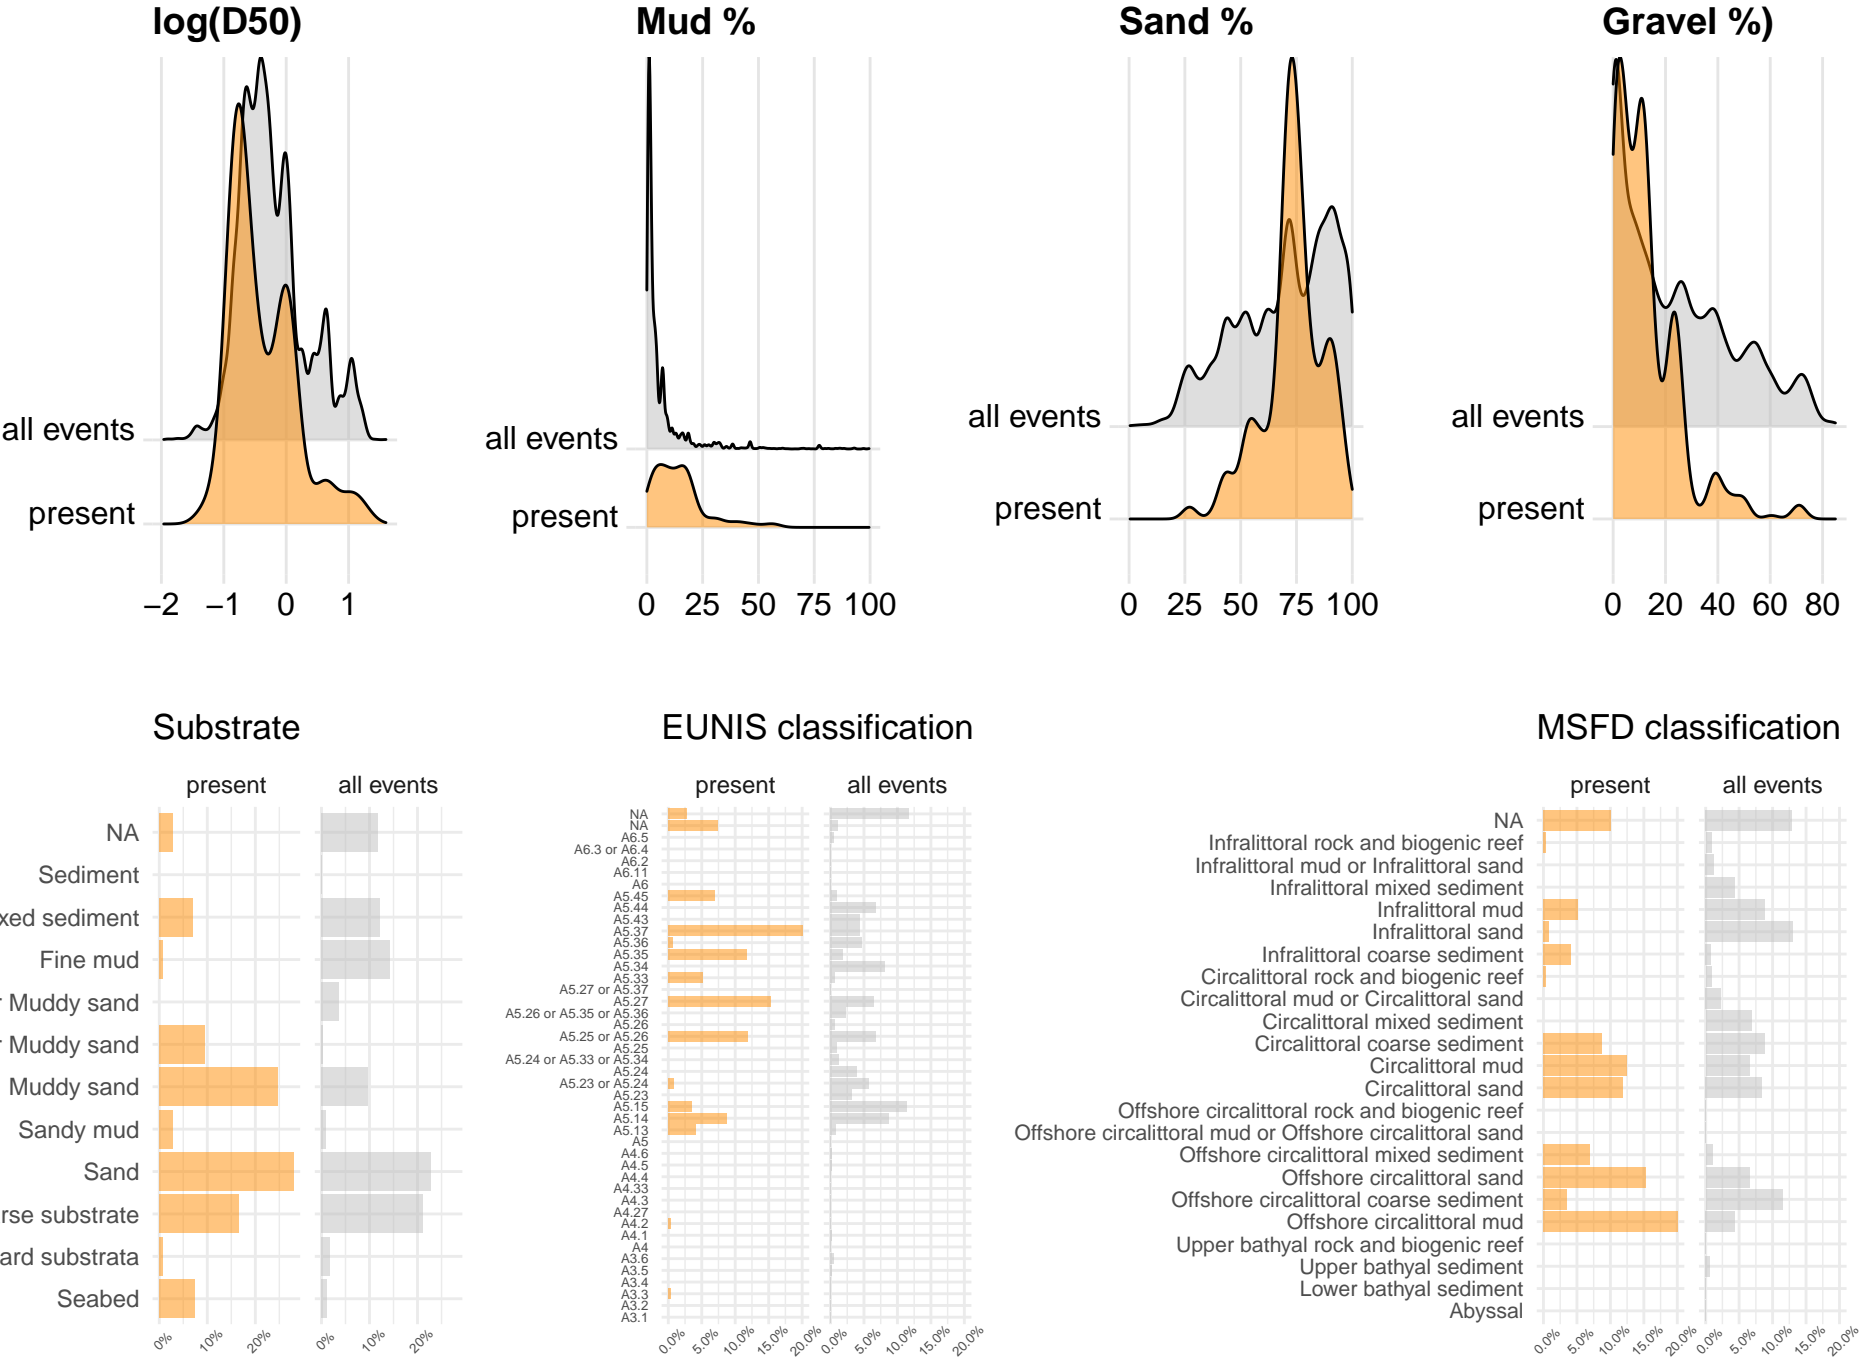 log(D50)
Mud %
Sand %
Gravel %)
all events
present
−2 −1 0 1
all events
present
0 25 50 75 100
all events
present
0 25 50 75 100
all events
present
0 20 40 60 80
Substrate
present all events
NA
Sediment
xed sediment
Fine mud
r Muddy sand
r Muddy sand
Muddy sand
Sandy mud
Sand
rse substrate
ard substrata
Seabed
0% 10% 20% 0% 10% 20%
EUNIS classification
present all events
NA
NA
A6.5
A6.3 or A6.4
A6.2
A6.11
A6
A5.45
A5.44
A5.43
A5.37
A5.36
A5.35
A5.34
A5.33
A5.27 or A5.37
A5.27
A5.26 or A5.35 or A5.36
A5.26
A5.25 or A5.26
A5.25
A5.24 or A5.33 or A5.34
A5.24
A5.23 or A5.24
A5.23
A5.15
A5.14
A5.13
A5
A4.6
A4.5
A4.4
A4.33
A4.3
A4.27
A4.2
A4.1
A4
A3.6
A3.5
A3.4
A3.3
A3.2
A3.1
0.0% 5.0% 10.0% 15.0% 20.0% 0.0% 5.0% 10.0% 15.0% 20.0%
MSFD classification
present all events
NA
Infralittoral rock and biogenic reef
Infralittoral mud or Infralittoral sand
Infralittoral mixed sediment
Infralittoral mud
Infralittoral sand
Infralittoral coarse sediment
Circalittoral rock and biogenic reef
Circalittoral mud or Circalittoral sand
Circalittoral mixed sediment
Circalittoral coarse sediment
Circalittoral mud
Circalittoral sand
Offshore circalittoral rock and biogenic reef
Offshore circalittoral mud or Offshore circalittoral sand
Offshore circalittoral mixed sediment
Offshore circalittoral sand
Offshore circalittoral coarse sediment
Offshore circalittoral mud
Upper bathyal rock and biogenic reef
Upper bathyal sediment
Lower bathyal sediment
Abyssal
0.0% 5.0% 10.0% 15.0% 20.0% 0.0% 5.0% 10.0% 15.0% 20.0%